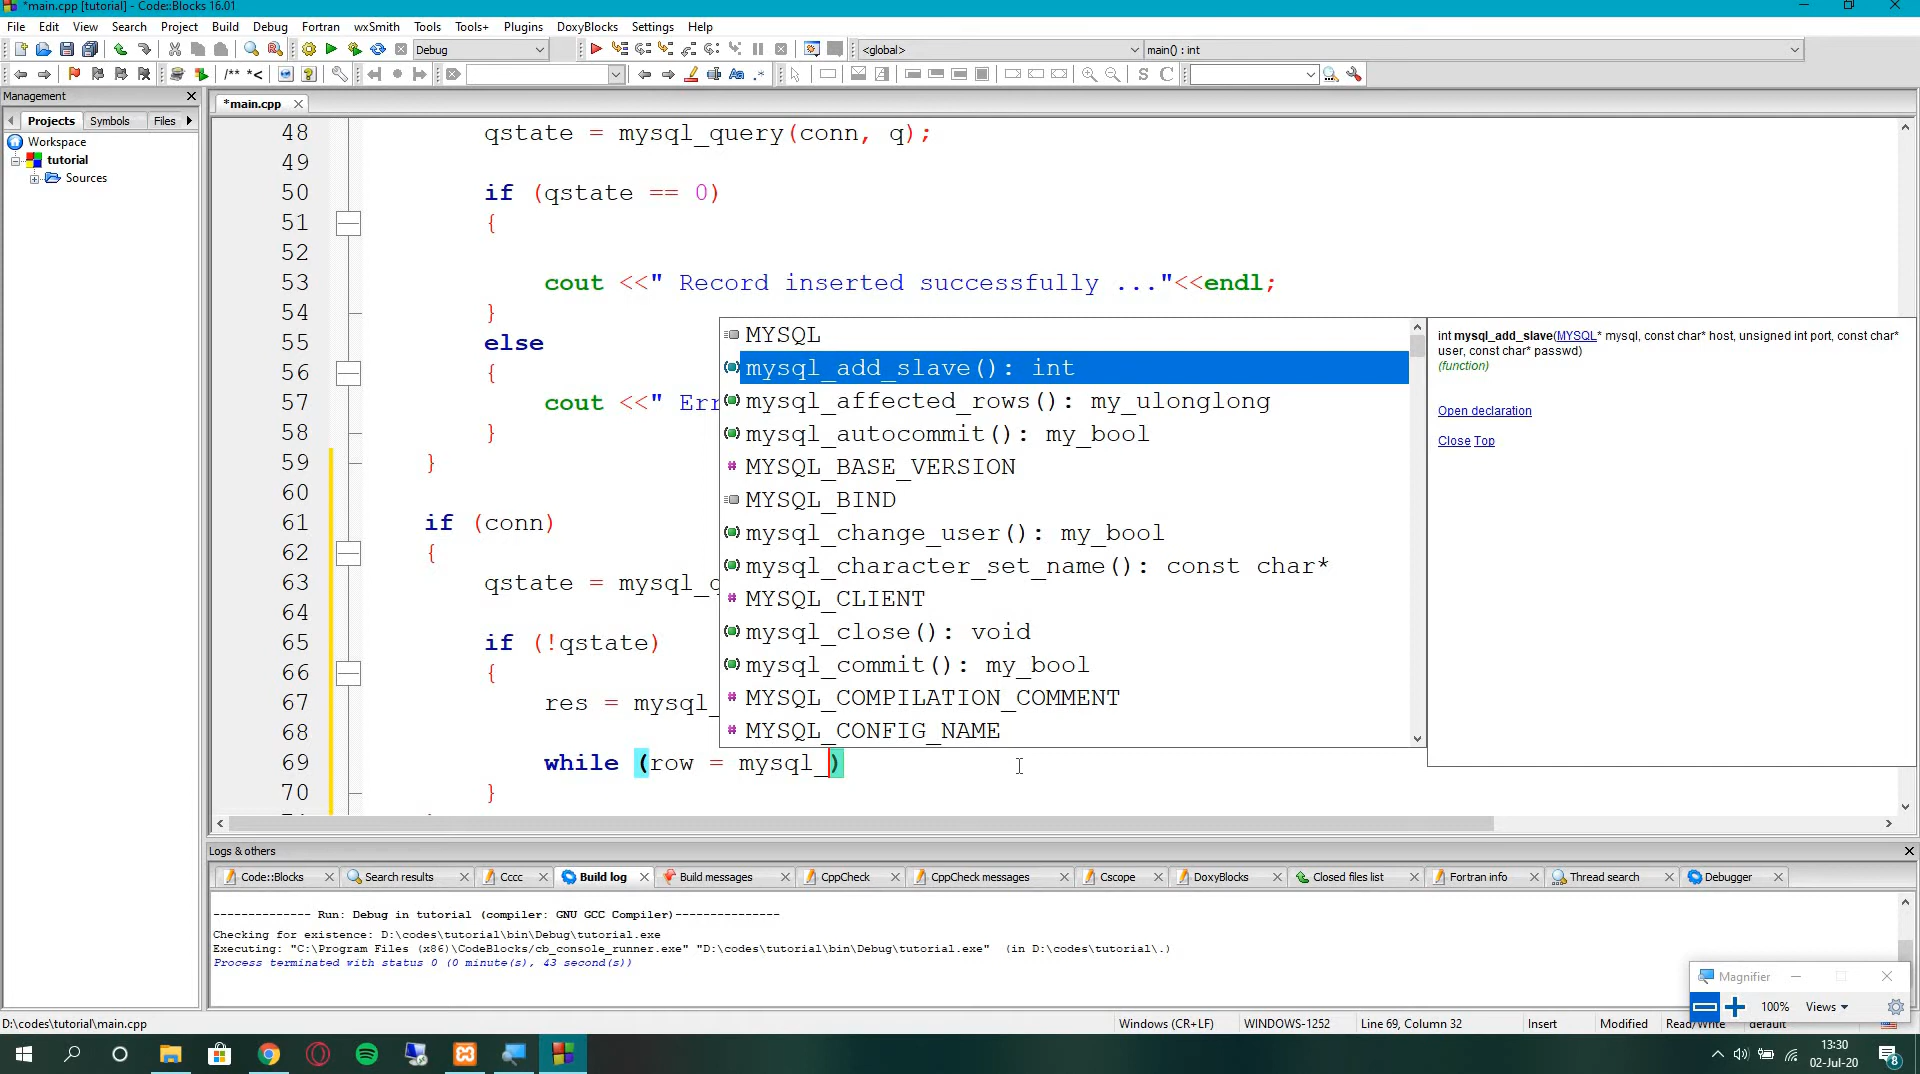 *main.cpp [tutorial] - Code::Blocks 16.01
File Edit View Search Project Build Debug Fortran wxSmith Tools Tools+ Plugins DoxyBlocks Settings Help
Debug <global> main() : int
/** *< Aa .* S C
Management
*main.cpp
Projects Symbols Files
Workspace
tutorial
Sources
48 qstate = mysql_query(conn, q);
49
50 if (qstate == 0)
51 {
52
53 cout <<" Record inserted successfully ..."<<endl;
54 }
55 else
56 {
57 cout <<" Err
58 }
59 }
60
61 if (conn)
62 {
63 qstate = mysql_q
64
65 if (!qstate)
66 {
67 res = mysql_
68
69 while (row = mysql_)
70 }
MYSQL
mysql_add_slave(): int
mysql_affected_rows(): my_ulonglong
mysql_autocommit(): my_bool
MYSQL_BASE_VERSION
MYSQL_BIND
mysql_change_user(): my_bool
mysql_character_set_name(): const char*
MYSQL_CLIENT
mysql_close(): void
mysql_commit(): my_bool
MYSQL_COMPILATION_COMMENT
MYSQL_CONFIG_NAME
int mysql_add_slave(MYSQL* mysql, const char* host, unsigned int port, const char*
user, const char* passwd)
(function)
Open declaration
Close Top
Logs & others
Code::Blocks Search results Cccc Build log Build messages CppCheck CppCheck messages Cscope DoxyBlocks Closed files list Fortran info Thread search Debugger
-------------- Run: Debug in tutorial (compiler: GNU GCC Compiler)---------------
Checking for existence: D:\codes\tutorial\bin\Debug\tutorial.exe
Executing: "C:\Program Files (x86)\CodeBlocks/cb_console_runner.exe" "D:\codes\tutorial\bin\Debug\tutorial.exe" (in D:\codes\tutorial\.)
Process terminated with status 0 (0 minute(s), 43 second(s))
Magnifier
100% Views
D:\codes\tutorial\main.cpp Windows (CR+LF) WINDOWS-1252 Line 69, Column 32 Insert Modified Read/Write default
13:30
02-Jul-20
8